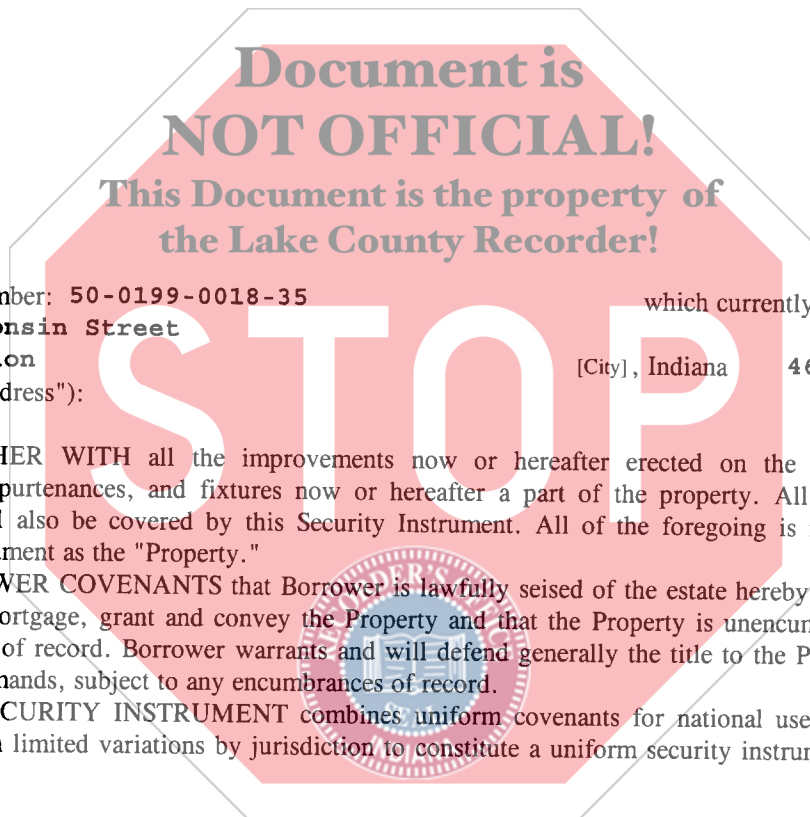 Document is
NOT OFFICIAL!
This Document is the property of
the Lake County Recorder!
nber: 50-0199-0018-35 which currently
onsin Street
.on [City], Indiana 46
dress"):
STOP
HER WITH all the improvements now or hereafter erected on the
purtenances, and fixtures now or hereafter a part of the property. All
l also be covered by this Security Instrument. All of the foregoing is
ment as the "Property."
WER COVENANTS that Borrower is lawfully seised of the estate hereby
ortgage, grant and convey the Property and that the Property is unencun
of record. Borrower warrants and will defend generally the title to the P
nands, subject to any encumbrances of record.
CURITY INSTRUMENT combines uniform covenants for national use
limited variations by jurisdiction to constitute a uniform security instrun
RECORDER'S OFFICE
SEAL